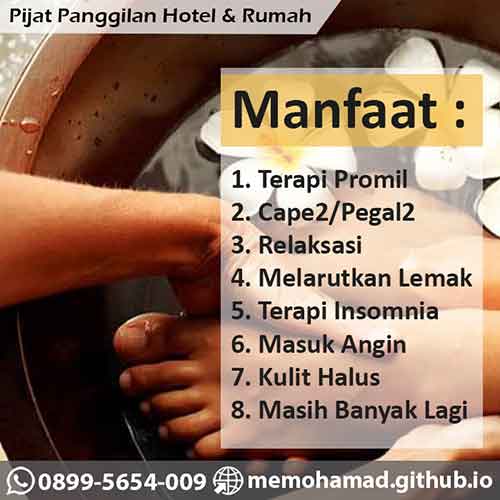 Pijat Panggilan Hotel & Rumah
Manfaat :
1. Terapi Promil
2. Cape2/Pegal2
3. Relaksasi
4. Melarutkan Lemak
5. Terapi Insomnia
6. Masuk Angin
7. Kulit Halus
8. Masih Banyak Lagi
0899-5654-009 memohamad.github.io